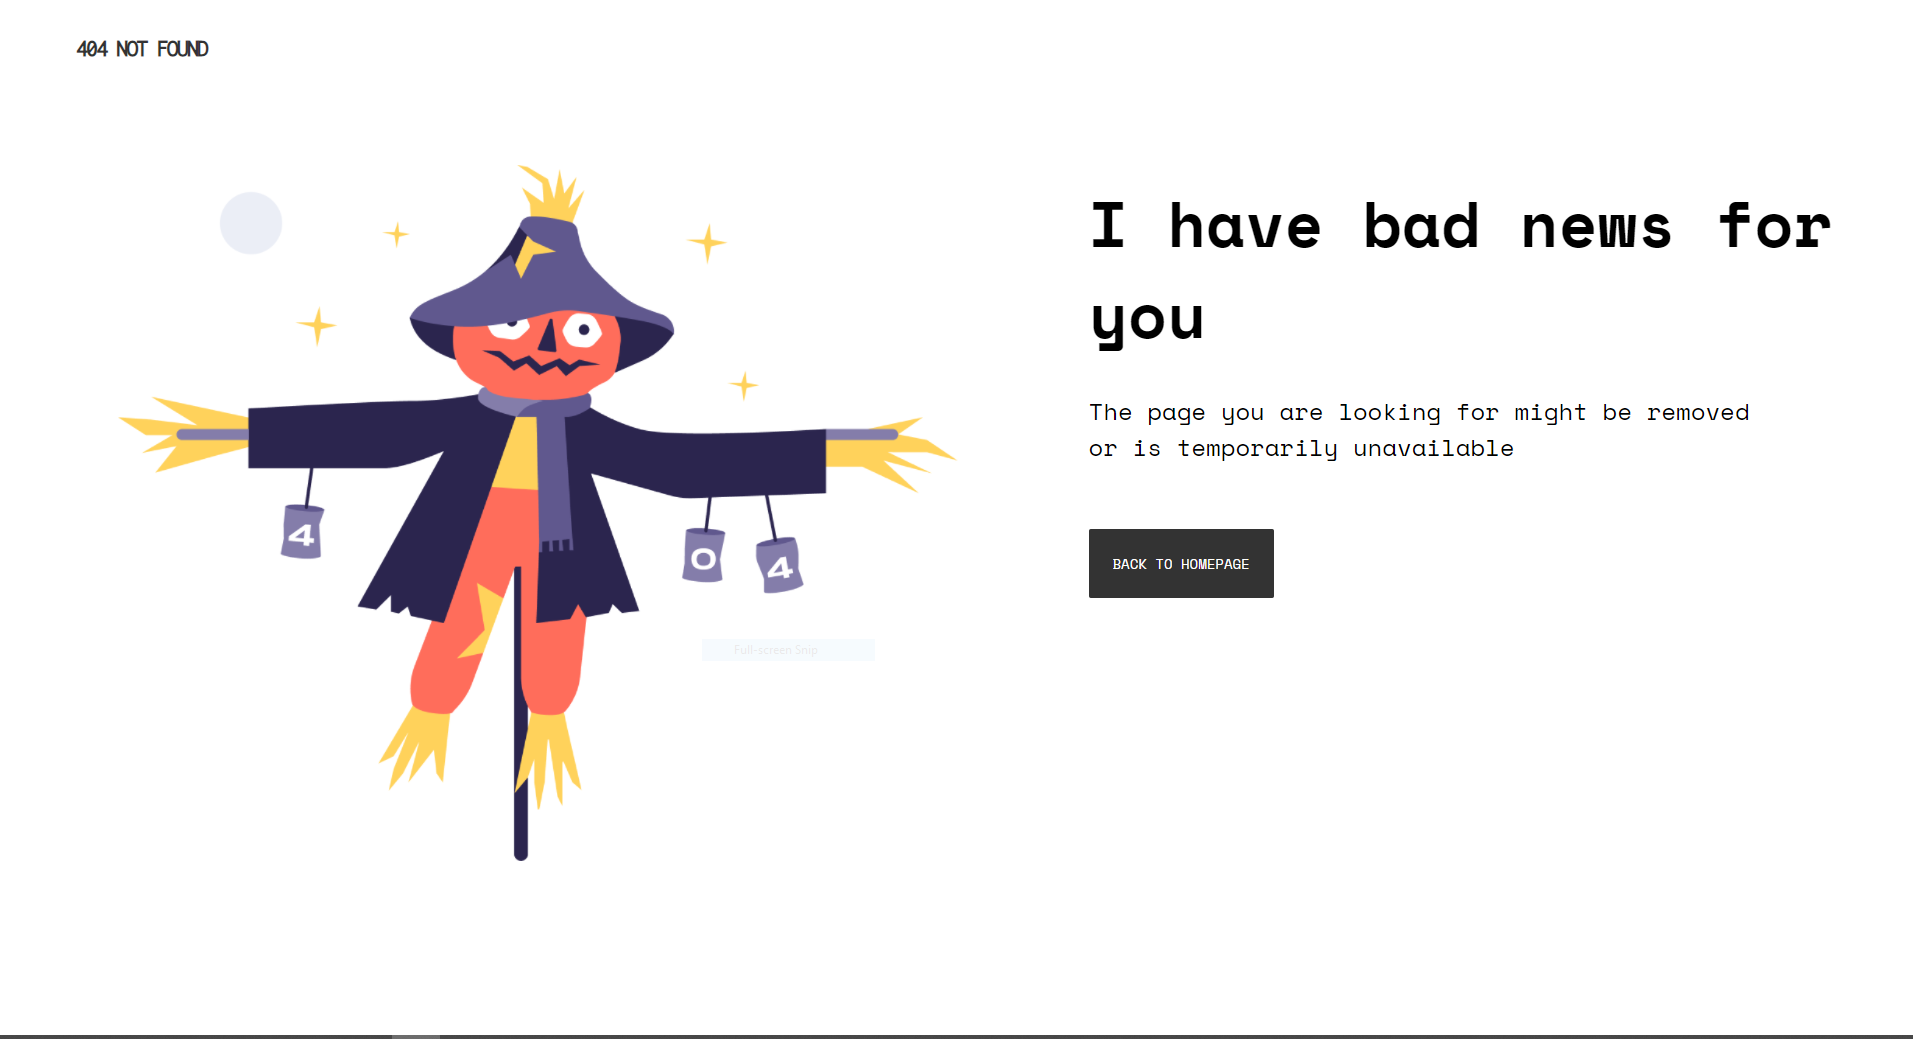 404 NOT FOUND
I have bad news for
you
The page you are looking for might be removed
or is temporarily unavailable
BACK TO HOMEPAGE
4
0
4
Full-screen Snip